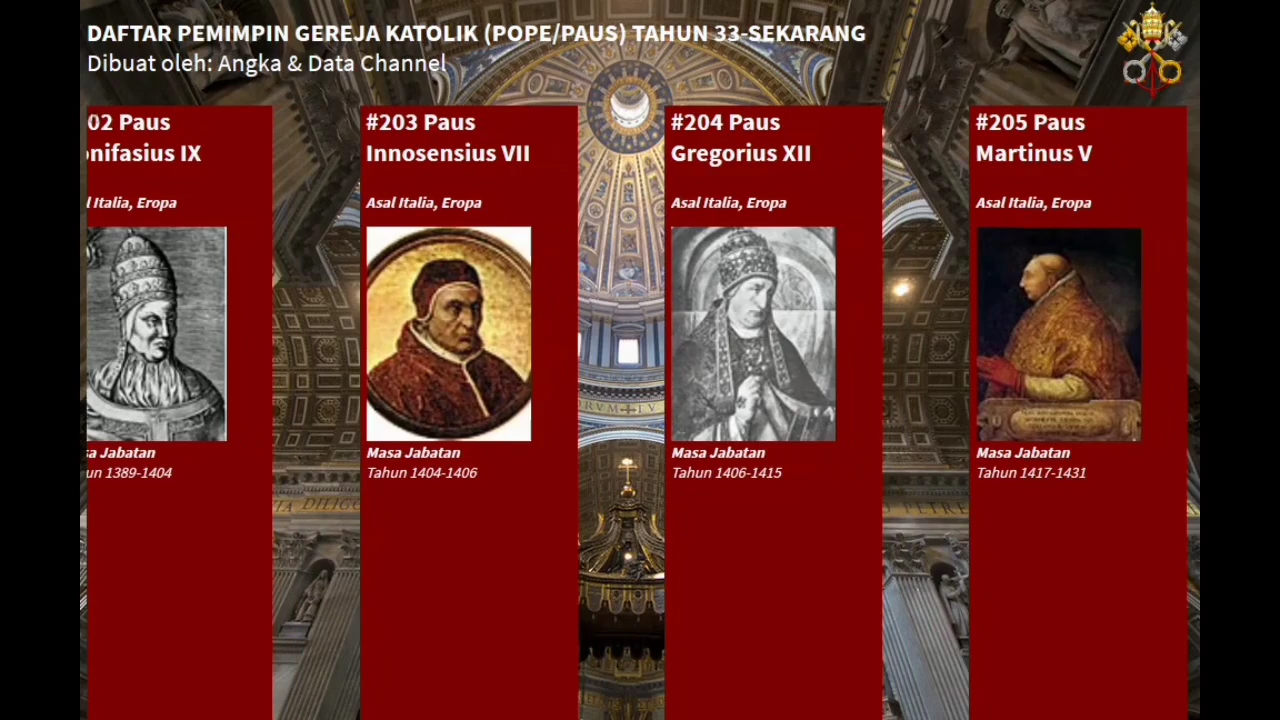 DAFTAR PEMIMPIN GEREJA KATOLIK (POPE/PAUS) TAHUN 33-SEKARANG
Dibuat oleh: Angka & Data Channel
02 Paus
onifasius IX
l Italia, Eropa
sa Jabatan
un 1389-1404
#203 Paus
Innosensius VII
Asal Italia, Eropa
Masa Jabatan
Tahun 1404-1406
#204 Paus
Gregorius XII
Asal Italia, Eropa
Masa Jabatan
Tahun 1406-1415
#205 Paus
Martinus V
Asal Italia, Eropa
Masa Jabatan
Tahun 1417-1431